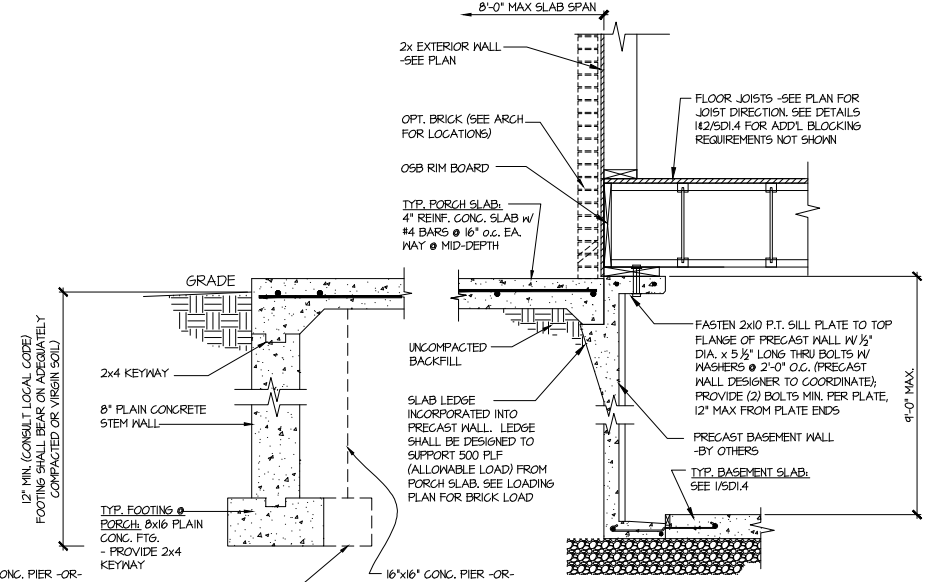 8'-0" MAX SLAB SPAN
2x EXTERIOR WALL
-SEE PLAN
FLOOR JOISTS -SEE PLAN FOR
JOIST DIRECTION. SEE DETAILS
1&2/SD1.4 FOR ADD'L BLOCKING
REQUIREMENTS NOT SHOWN
OPT. BRICK (SEE ARCH
FOR LOCATIONS)
OSB RIM BOARD
TYP. PORCH SLAB:
4" REINF. CONC. SLAB W/
#4 BARS @ 16" o.c. EA.
WAY @ MID-DEPTH
GRADE
12" MIN. (CONSULT LOCAL CODE)
FOOTING SHALL BEAR ON ADEQUATELY
COMPACTED OR VIRGIN SOIL)
2x4 KEYWAY
8" PLAIN CONCRETE
STEM WALL
TYP. FOOTING @
PORCH: 8x16 PLAIN
CONC. FTG.
- PROVIDE 2x4
KEYWAY
UNCOMPACTED
BACKFILL
SLAB LEDGE
INCORPORATED INTO
PRECAST WALL. LEDGE
SHALL BE DESIGNED TO
SUPPORT 500 PLF
(ALLOWABLE LOAD) FROM
PORCH SLAB. SEE LOADING
PLAN FOR BRICK LOAD
FASTEN 2x10 P.T. SILL PLATE TO TOP
FLANGE OF PRECAST WALL W/ ½"
DIA. x 5 ½" LONG THRU BOLTS W/
WASHERS @ 2'-0" O.C. (PRECAST
WALL DESIGNER TO COORDINATE);
PROVIDE (2) BOLTS MIN. PER PLATE,
12" MAX FROM PLATE ENDS
PRECAST BASEMENT WALL
-BY OTHERS
TYP. BASEMENT SLAB:
SEE 1/SD1.4
9'-0" MAX.
ONC. PIER -OR-
16"x16" CONC. PIER -OR-